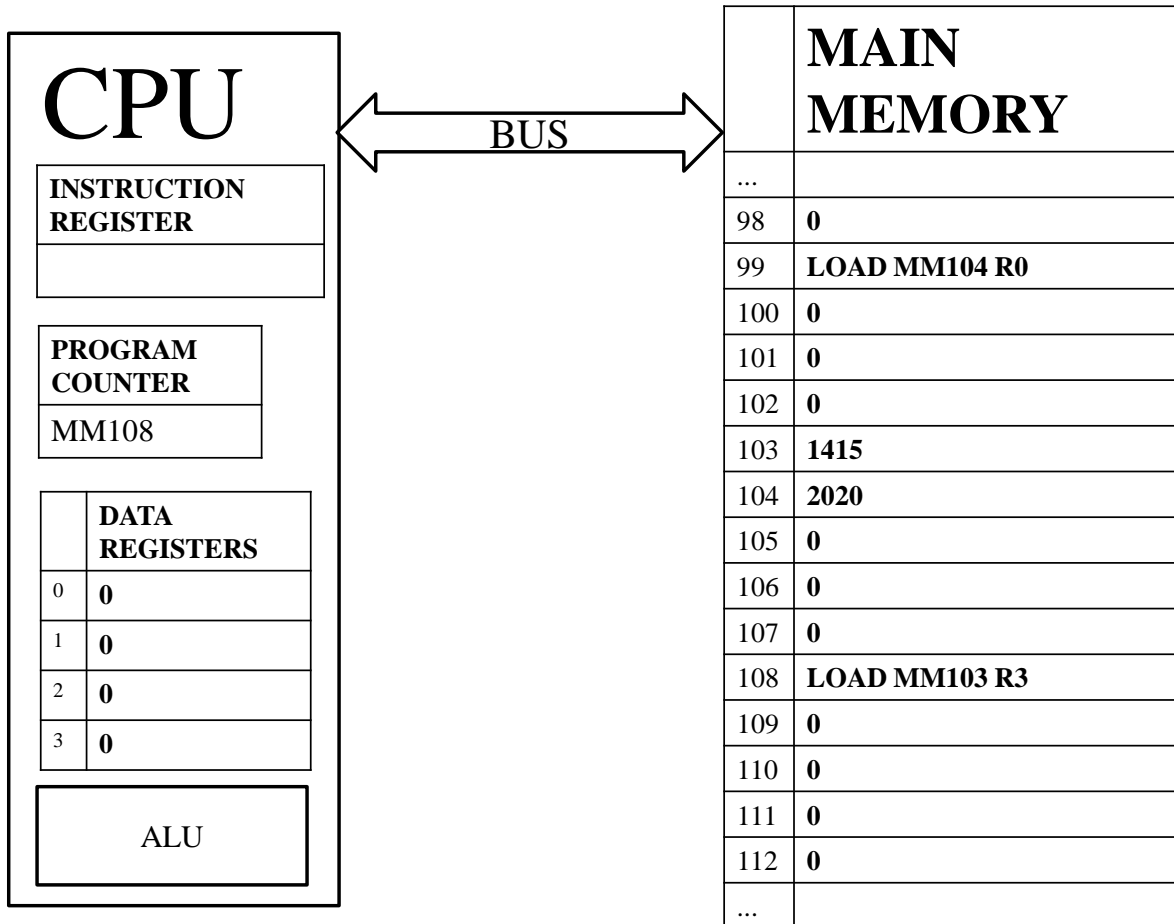 CPU
INSTRUCTION
REGISTER
PROGRAM
COUNTER
MM108
DATA
REGISTERS
0 0
1 0
2 0
3 0
ALU
BUS
MAIN
MEMORY
...
98 0
99 LOAD MM104 R0
100 0
101 0
102 0
103 1415
104 2020
105 0
106 0
107 0
108 LOAD MM103 R3
109 0
110 0
111 0
112 0
...